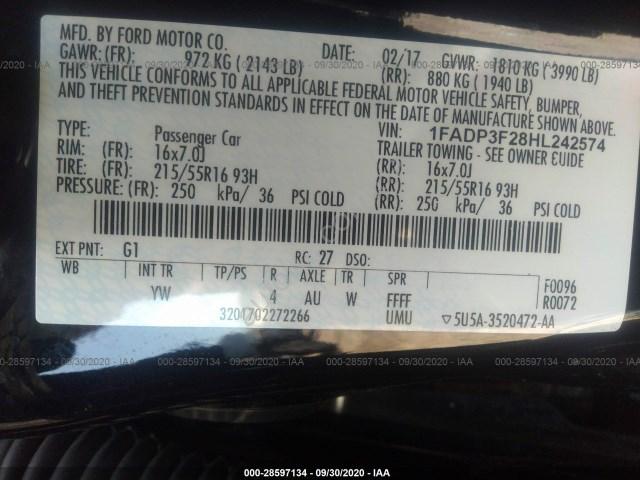 MFD. BY FORD MOTOR CO.
DATE: 02/17 GVWR: 1810 KG ( 3990 LB)
GAWR: (FR): 972 KG ( 2143 LB) (RR): 880 KG ( 1940 LB)
THIS VEHICLE CONFORMS TO ALL APPLICABLE FEDERAL MOTOR VEHICLE SAFETY, BUMPER,
AND THEFT PREVENTION STANDARDS IN EFFECT ON THE DATE OF MANUFACTURE SHOWN ABOVE.
VIN: 1FADP3F28HL242574
TYPE: Passenger Car TRAILER TOWING - SEE OWNER GUIDE
RIM: (FR): 16x7.0J (RR): 16x7.0J
TIRE: (FR): 215/55R16 93H (RR): 215/55R16 93H
PRESSURE: (FR): 250 kPa/ 36 PSI COLD (RR): 250 kPa/ 36 PSI COLD
EXT PNT: G1 RC: 27 DSO:
WB INT TR TP/PS R AXLE TR SPR F0096
YW 4 AU W FFFF R0072
3201702272266 UMU ▽5U5A-3520472-AA
000-28597134 - 09/30/2020 - IAA